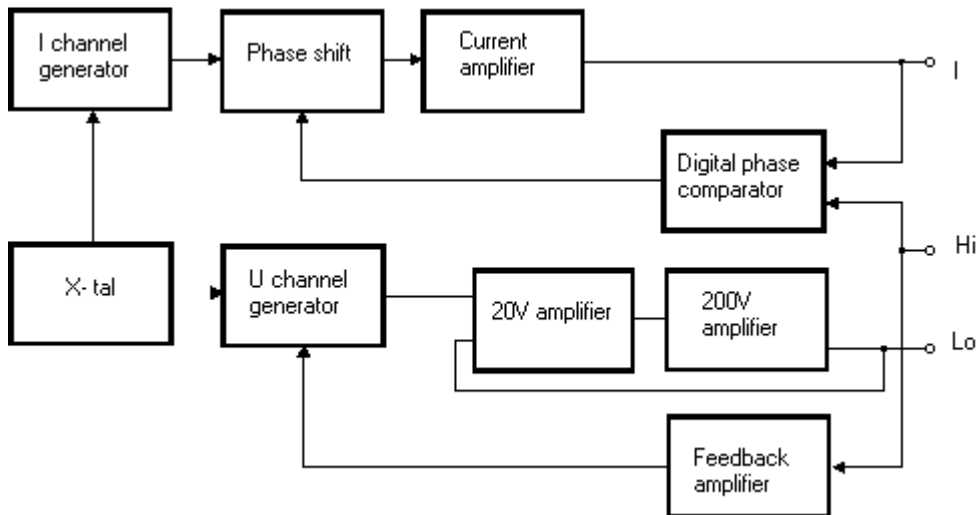 I channel
generator
Phase shift
Current
amplifier
I
Digital phase
comparator
Hi
X- tal
U channel
generator
20V amplifier
200V
amplifier
Lo
Feedback
amplifier